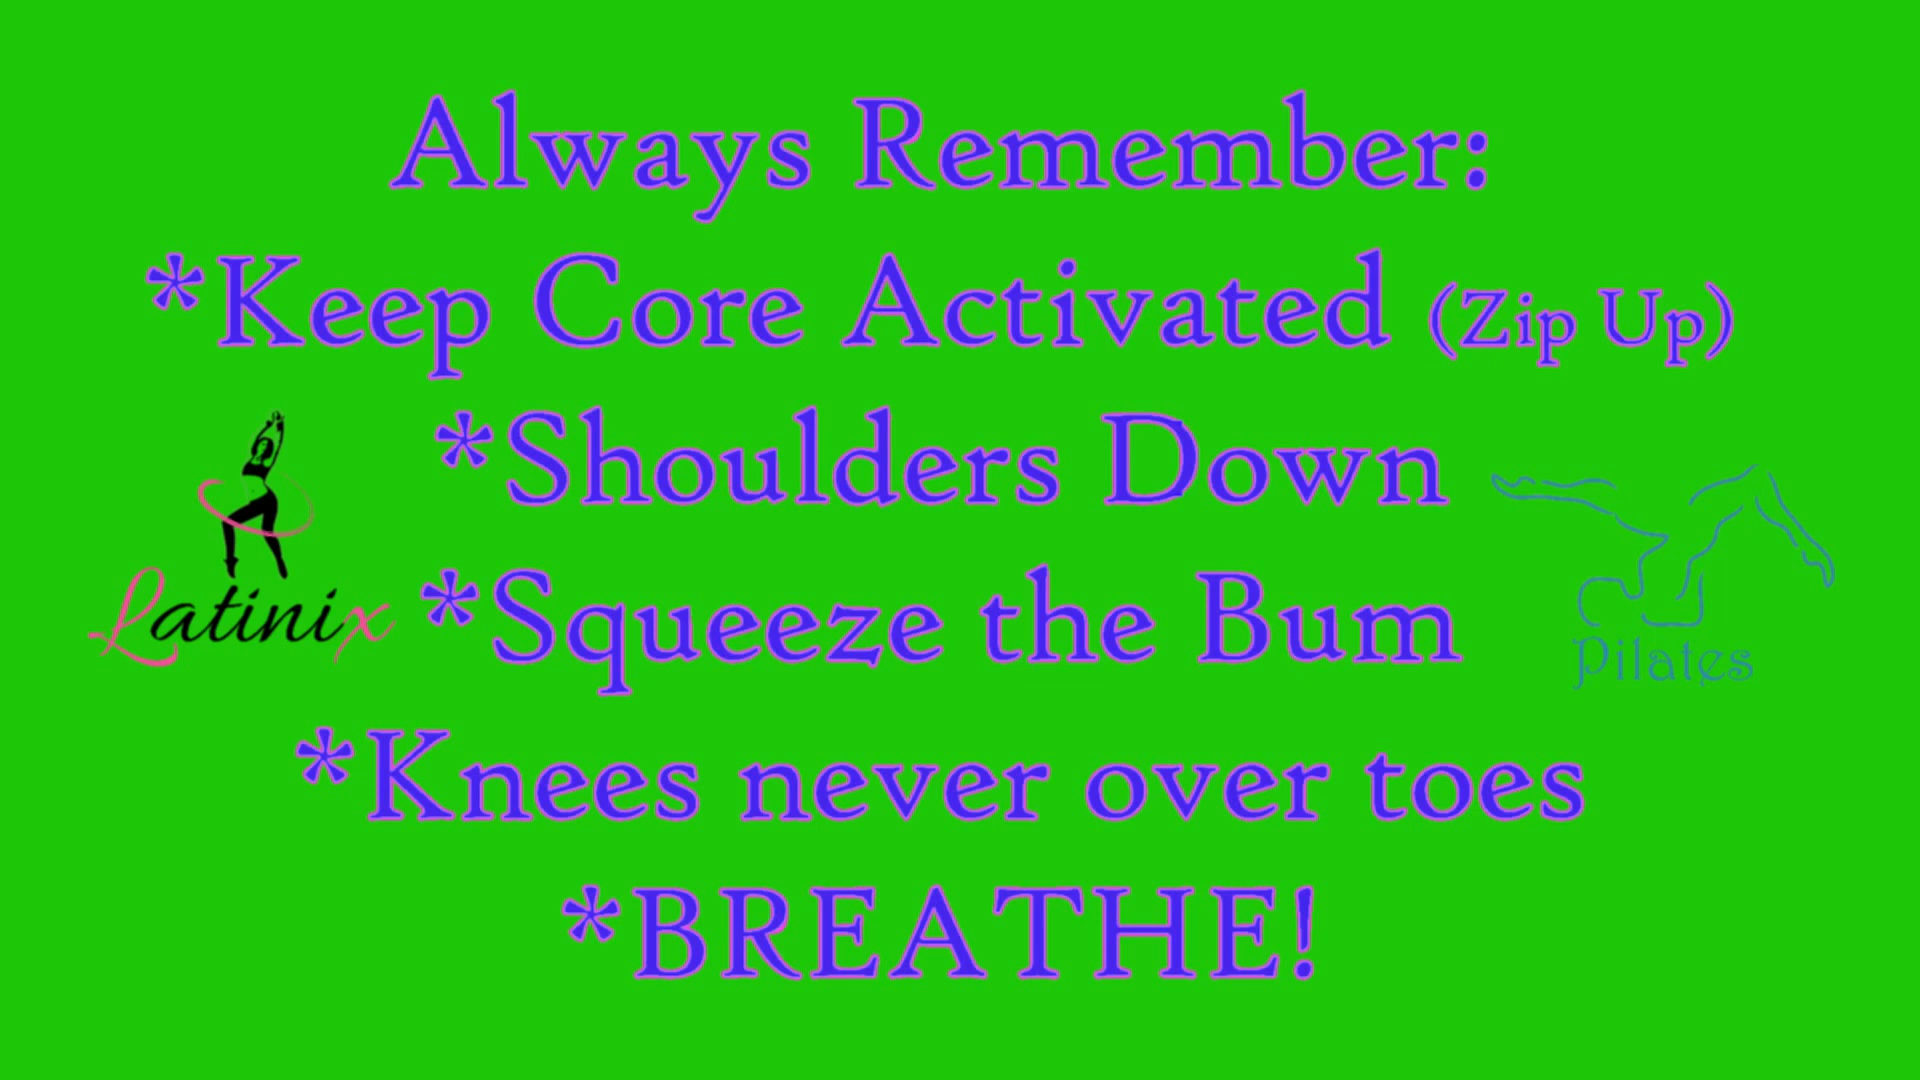 Always Remember:
*Keep Core Activated (Zip Up)
*Shoulders Down
Latinix
*Squeeze the Bum
Pilates
*Knees never over toes
*BREATHE!